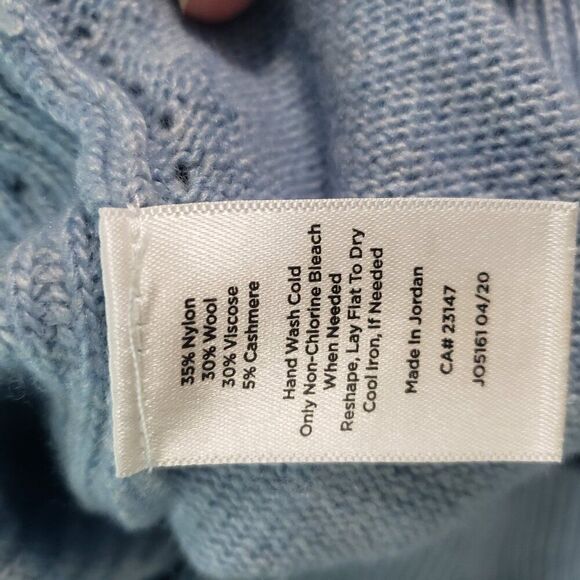 35% Nylon
30% Wool
30% Viscose
5% Cashmere
Hand Wash Cold
Only Non-Chlorine Bleach
When Needed
Reshape, Lay Flat To Dry
Cool Iron, If Needed
Made In Jordan
CA# 23147
JO5161 04/20